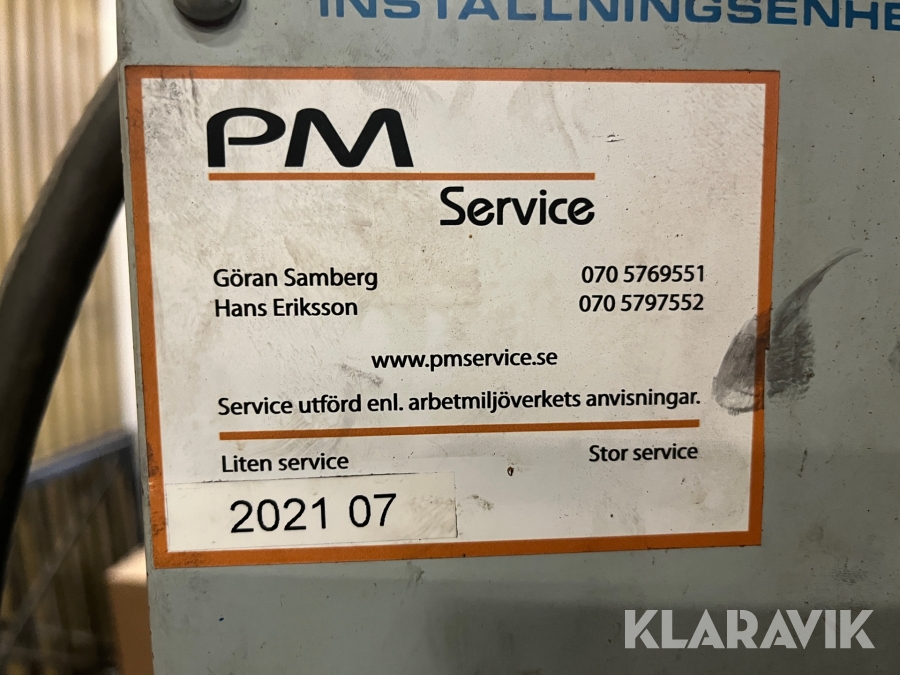 INSTÄLLNINGSENHE
PM
Service
Göran Samberg 070 5769551
Hans Eriksson 070 5797552
www.pmservice.se
Service utförd enl. arbetmiljöverkets anvisningar.
Liten service Stor service
2021 07
KLARAVIK